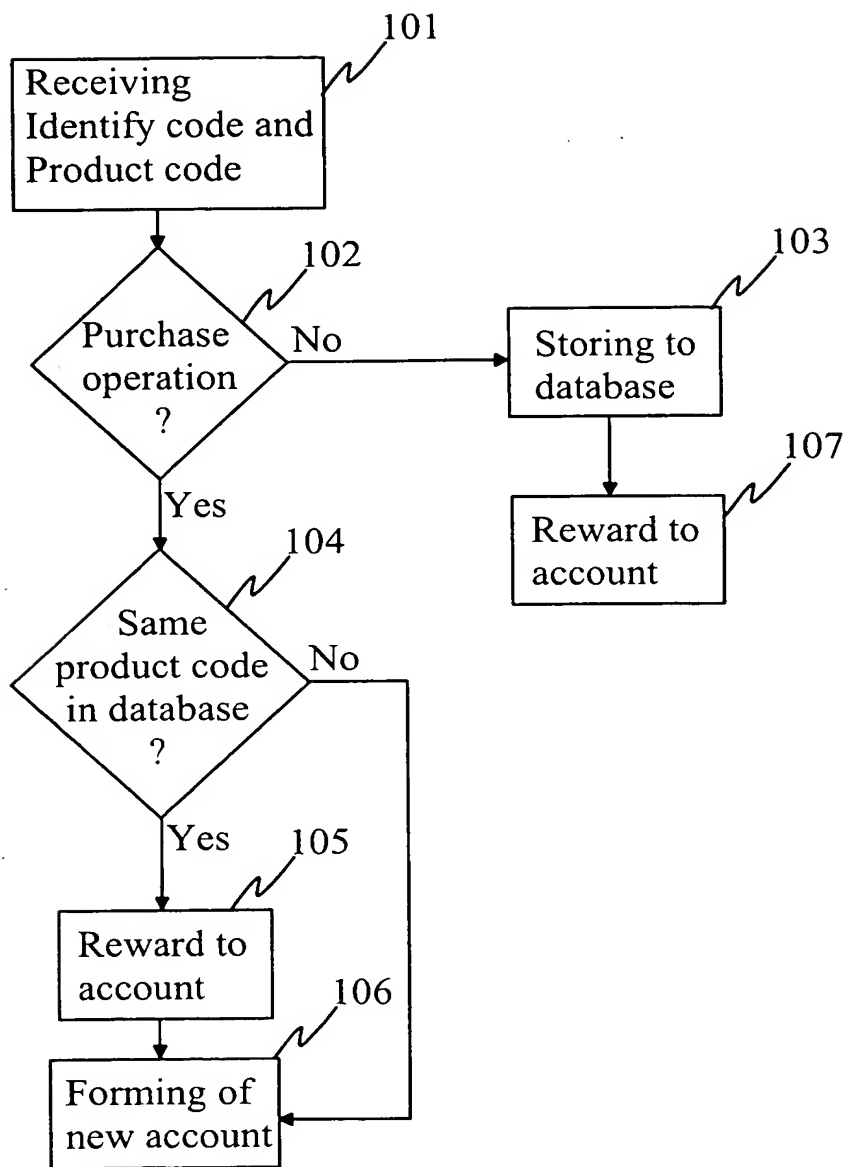 101
Receiving
Identify code and
Product code
102
Purchase
operation
?
No
103
Storing to
database
107
Reward to
account
Yes
104
Same
product code
in database
?
No
Yes
105
Reward to
account
106
Forming of
new account